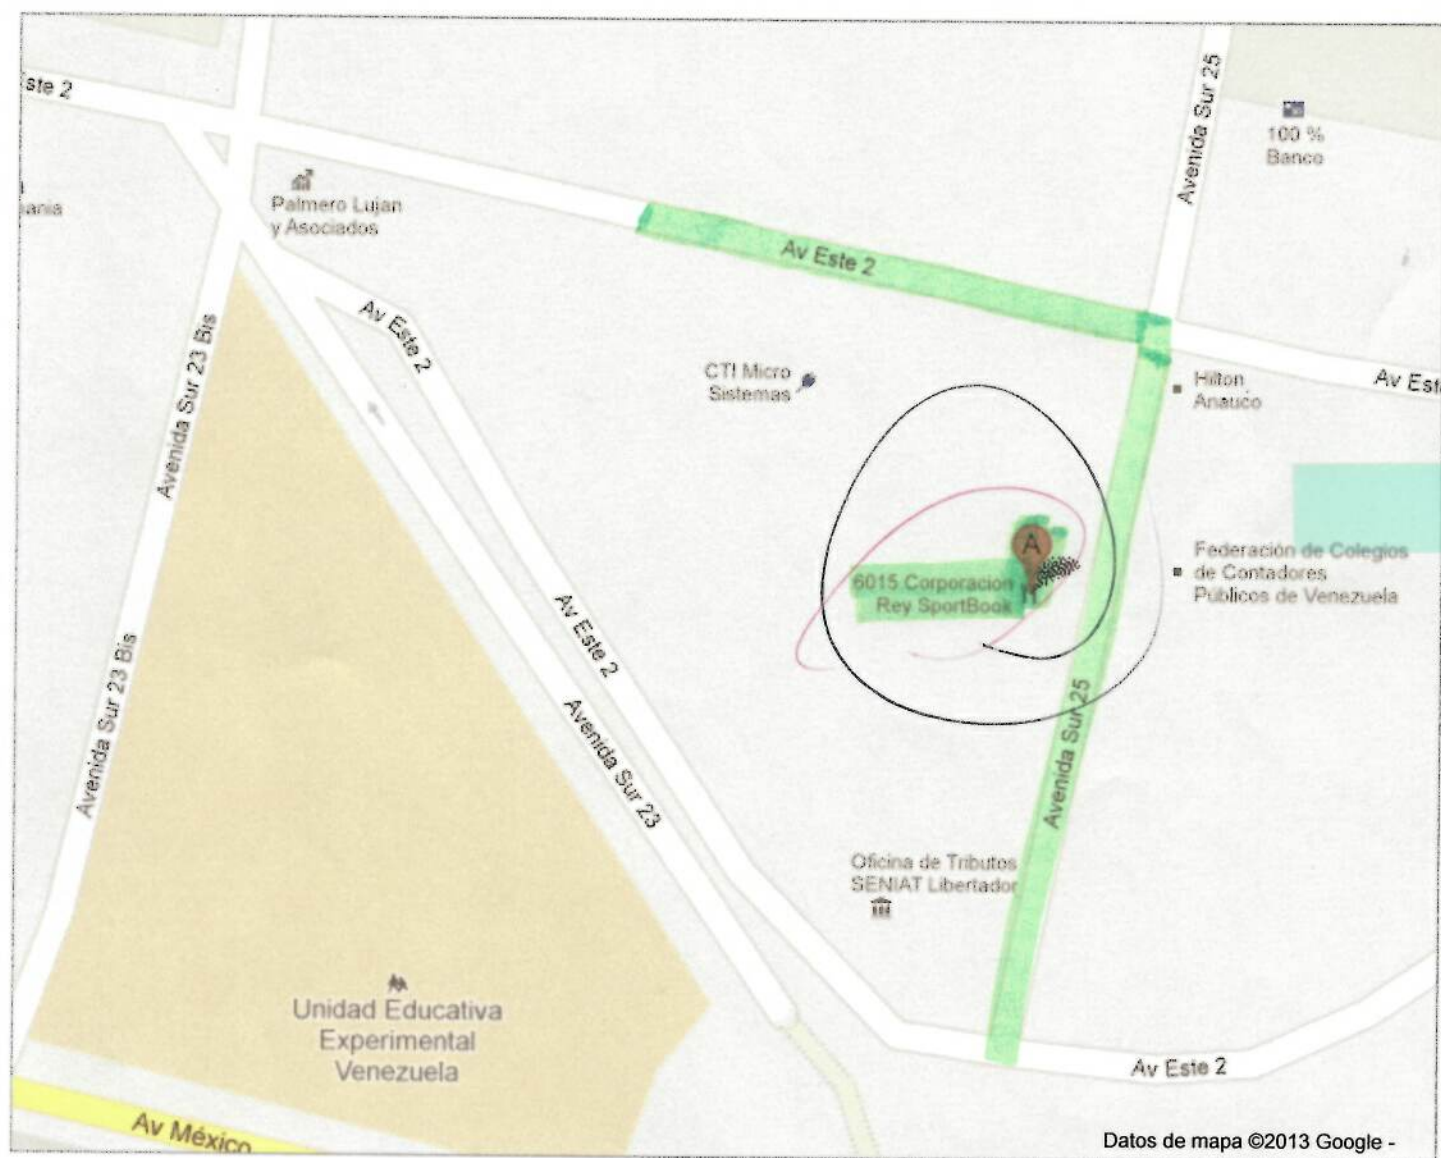 ste 2
Avenida Sur 25
100 %
Banco
ania
Palmero Lujan
y Asociados
Av Este 2
Av Este 2
Avenida Sur 23 Bis
CTI Micro
Sistemas
Hilton
Anauco
Av Est
A
6015 Corporacion
Rey SportBook
Federación de Colegios
de Contadores
Públicos de Venezuela
Av Este 2
Avenida Sur 23 Bis
Avenida Sur 23
Avenida Sur 25
Oficina de Tributos
SENIAT Libertador
Unidad Educativa
Experimental
Venezuela
Av Este 2
Av México
Datos de mapa ©2013 Google -